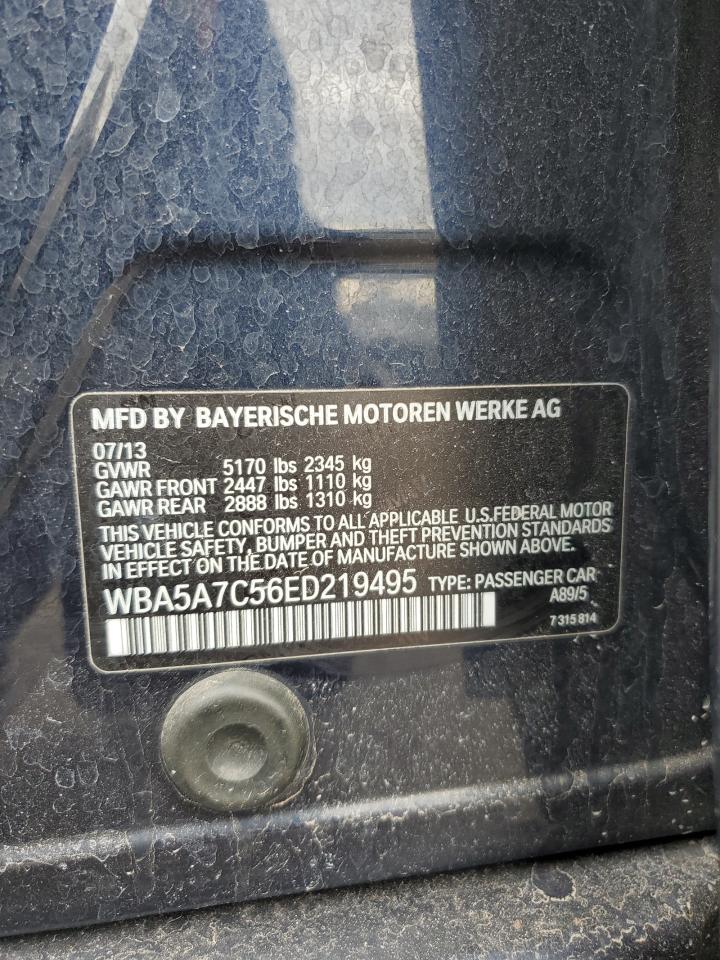 MFD BY BAYERISCHE MOTOREN WERKE AG
07/13
GVWR 5170 lbs 2345 kg
GAWR FRONT 2447 lbs 1110 kg
GAWR REAR 2888 lbs 1310 kg
THIS VEHICLE CONFORMS TO ALL APPLICABLE U.S.FEDERAL MOTOR
VEHICLE SAFETY, BUMPER AND THEFT PREVENTION STANDARDS
IN EFFECT ON THE DATE OF MANUFACTURE SHOWN ABOVE.
WBA5A7C56ED219495 TYPE: PASSENGER CAR
A89/5
7 315 814